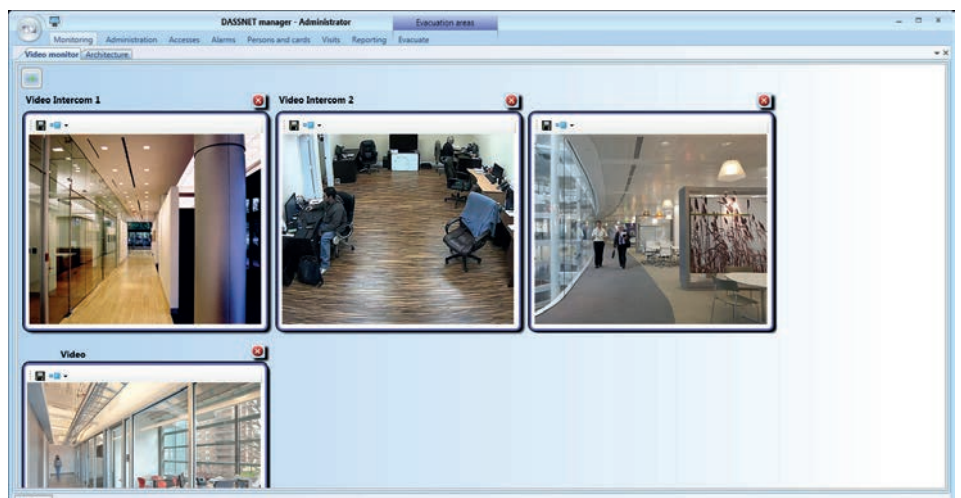 DASSNET manager - Administrator
Evacuation areas
Monitoring Administration Accesses Alarms Persons and cards Visits Reporting Evacuate
Video monitor Architecture
Video Intercom 1 Video Intercom 2
Video